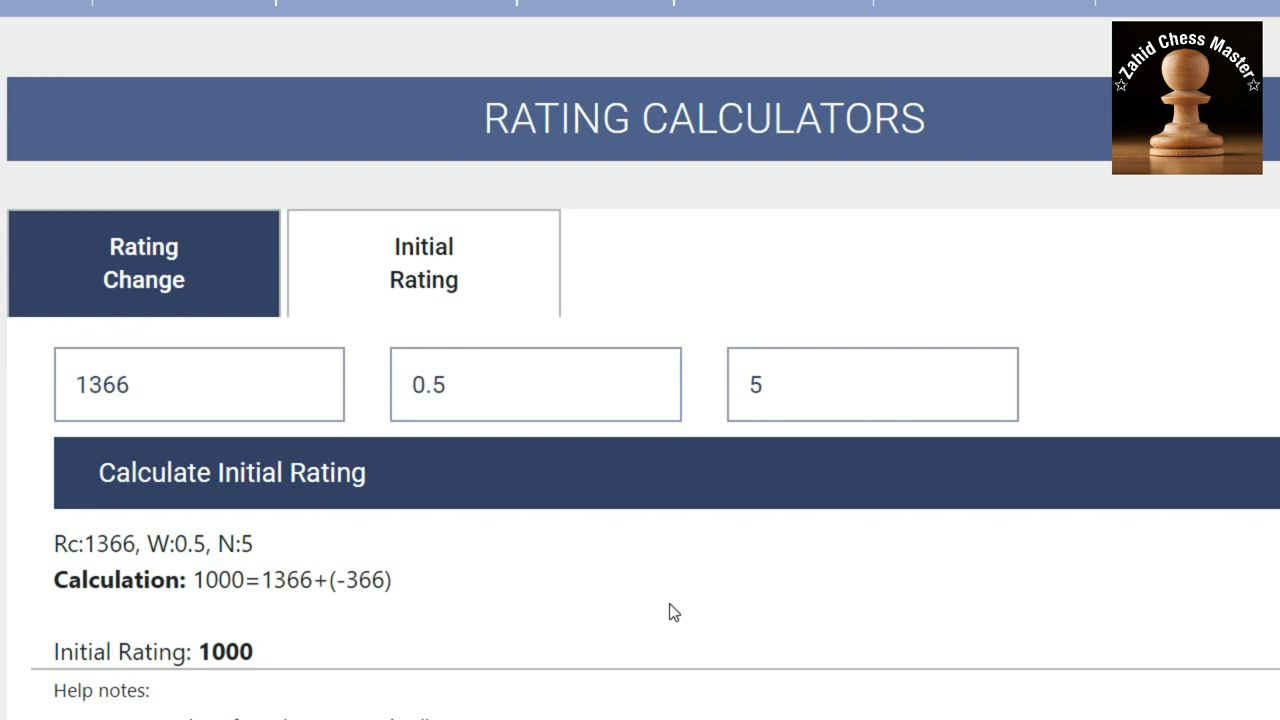 ☆Zahid Chess Master☆
RATING CALCULATORS
Rating
Change
Initial
Rating
1366
0.5
5
Calculate Initial Rating
Rc:1366, W:0.5, N:5
Calculation: 1000=1366+(-366)
Initial Rating: 1000
Help notes: